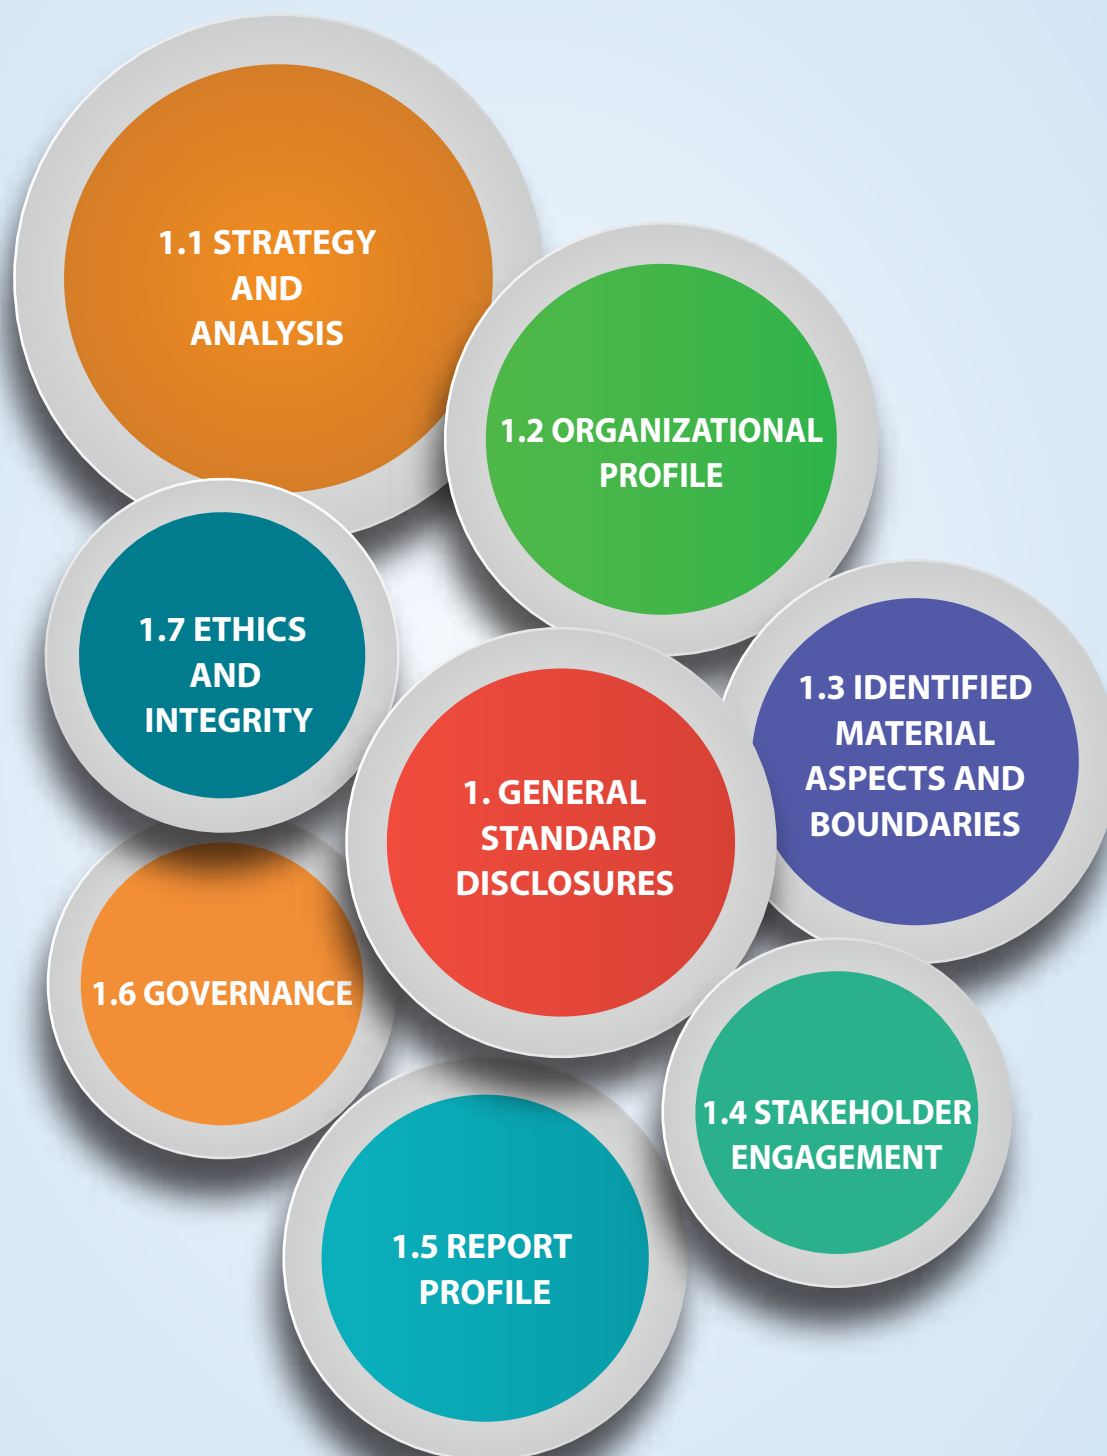 1.1 STRATEGY
AND
ANALYSIS
1.2 ORGANIZATIONAL
PROFILE
1.7 ETHICS
AND
INTEGRITY
1.3 IDENTIFIED
MATERIAL
ASPECTS AND
BOUNDARIES
1. GENERAL
STANDARD
DISCLOSURES
1.6 GOVERNANCE
1.4 STAKEHOLDER
ENGAGEMENT
1.5 REPORT
PROFILE